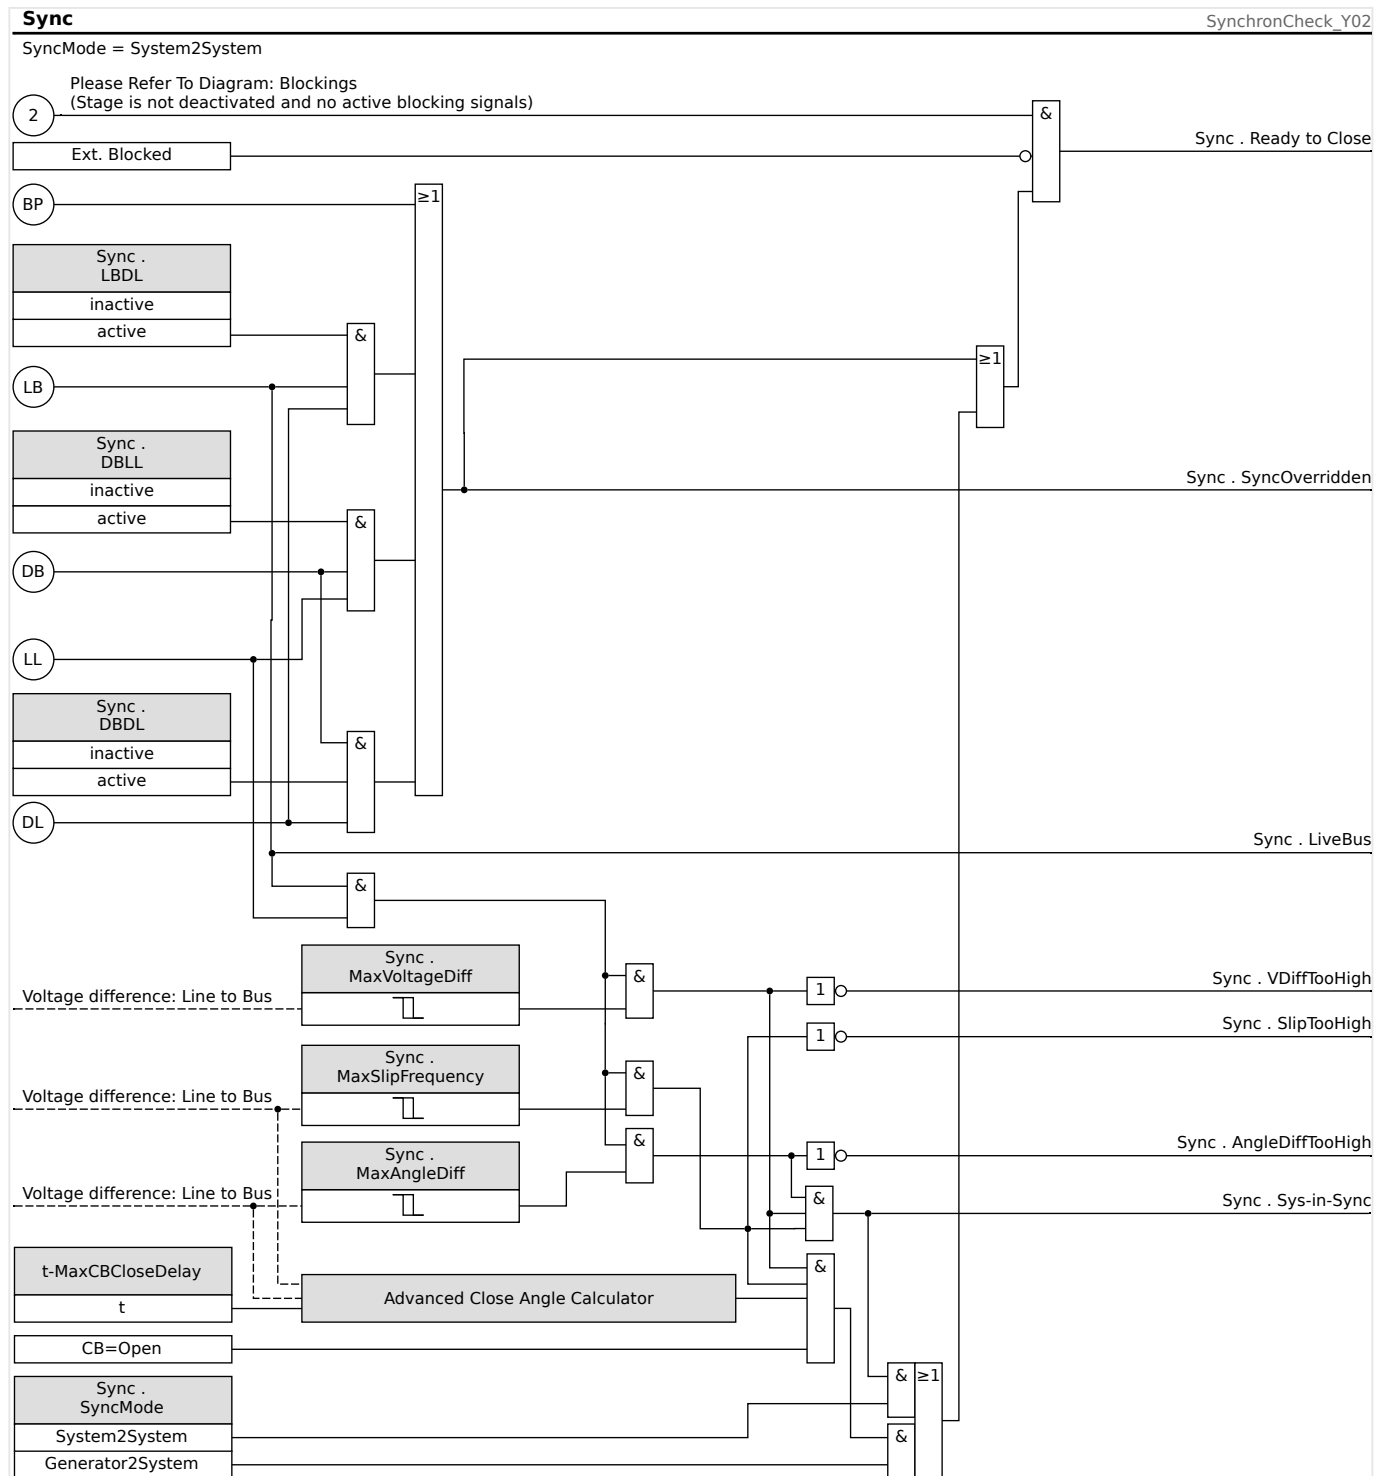 Sync
SynchronCheck_Y02
SyncMode = System2System
Please Refer To Diagram: Blockings
(Stage is not deactivated and no active blocking signals)
2
&
Sync . Ready to Close
Ext. Blocked
BP
≥1
Sync .
LBDL
inactive
active
&
≥1
LB
Sync .
DBLL
inactive
active
&
Sync . SyncOverridden
DB
LL
Sync .
DBDL
inactive
active
&
DL
Sync . LiveBus
&
Sync .
MaxVoltageDiff
&
Voltage difference: Line to Bus
1
Sync . VDiffTooHigh
Sync . SlipTooHigh
1
Sync .
MaxSlipFrequency
&
Voltage difference: Line to Bus
&
Sync . AngleDiffTooHigh
1
Sync .
MaxAngleDiff
Voltage difference: Line to Bus
&
Sync . Sys-in-Sync
&
t-MaxCBCloseDelay
t
Advanced Close Angle Calculator
CB=Open
&
≥1
Sync .
SyncMode
System2System
&
Generator2System